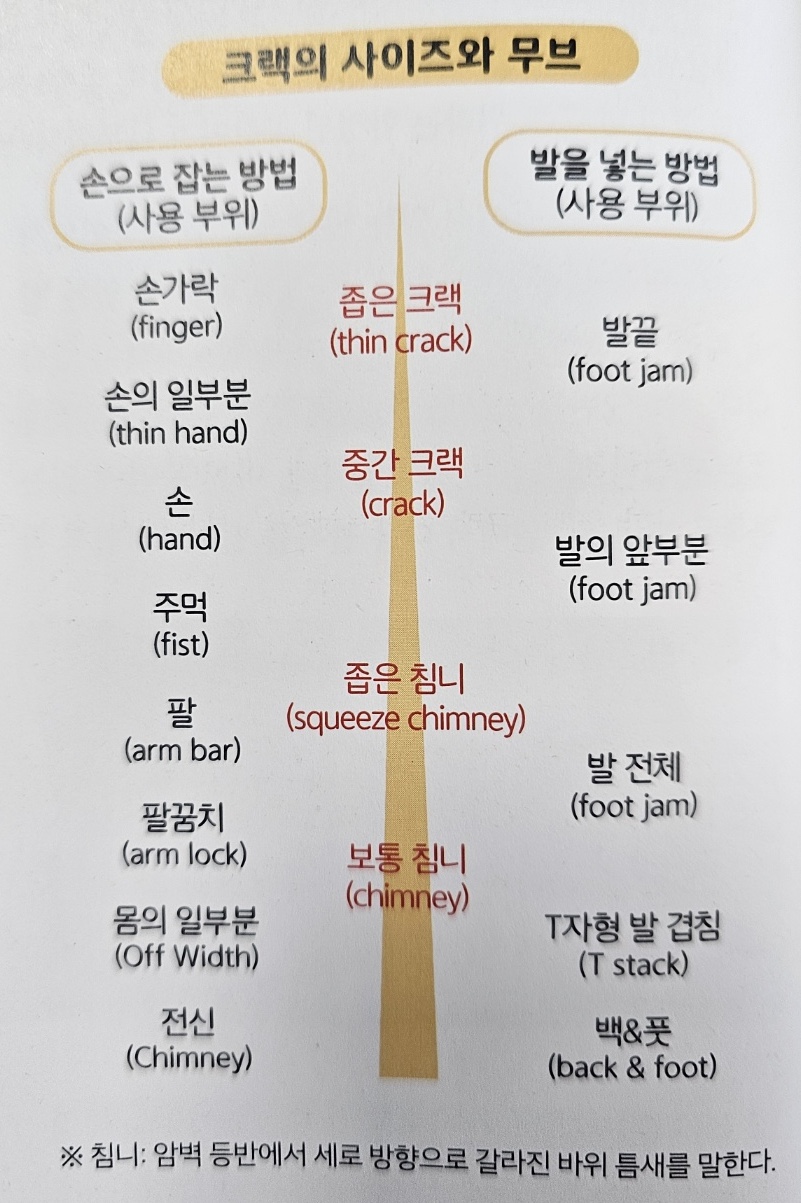 크랙의 사이즈와 무브
손으로 잡는 방법
(사용 부위)
손가락
(finger)
손의 일부분
(thin hand)
손
(hand)
주먹
(fist)
팔
(arm bar)
팔꿈치
(arm lock)
몸의 일부분
(Off Width)
전신
(Chimney)
좁은 크랙
(thin crack)
중간 크랙
(crack)
좁은 침니
(squeeze chimney)
보통 침니
(chimney)
발을 넣는 방법
(사용 부위)
발끝
(foot jam)
발의 앞부분
(foot jam)
발 전체
(foot jam)
T자형 발 겹침
(T stack)
백&풋
(back & foot)
※ 침니: 암벽 등반에서 세로 방향으로 갈라진 바위 틈새를 말한다.